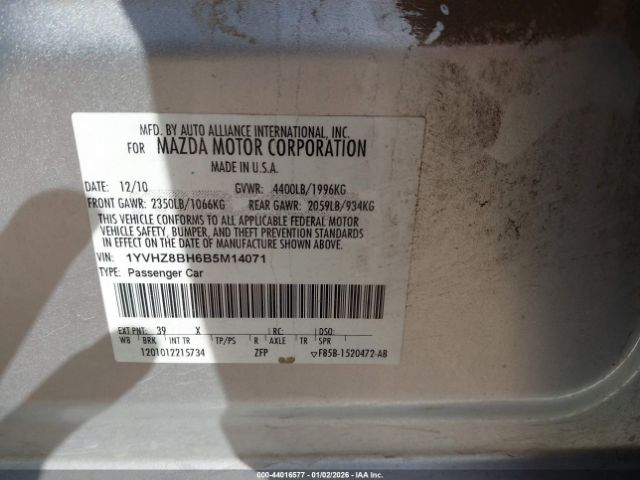 MFD. BY AUTO ALLIANCE INTERNATIONAL, INC.
FOR MAZDA MOTOR CORPORATION
MADE IN U.S.A.
DATE: 12/10 GVWR: 4400LB/1996KG
FRONT GAWR: 2350LB/1066KG REAR GAWR: 2059LB/934KG
THIS VEHICLE CONFORMS TO ALL APPLICABLE FEDERAL MOTOR
VEHICLE SAFETY, BUMPER, AND THEFT PREVENTION STANDARDS
IN EFFECT ON THE DATE OF MANUFACTURE SHOWN ABOVE.
VIN: 1YVHZ8BH6B5M14071
TYPE: Passenger Car
EXT PNT: 39 X RC: DSO:
WB BRK INT TR TP/PS R AXLE TR SPR
1201012215734 ZFP ▽F85B-1520472-AB
000-44016577 - 01/02/2026 - IAA Inc.